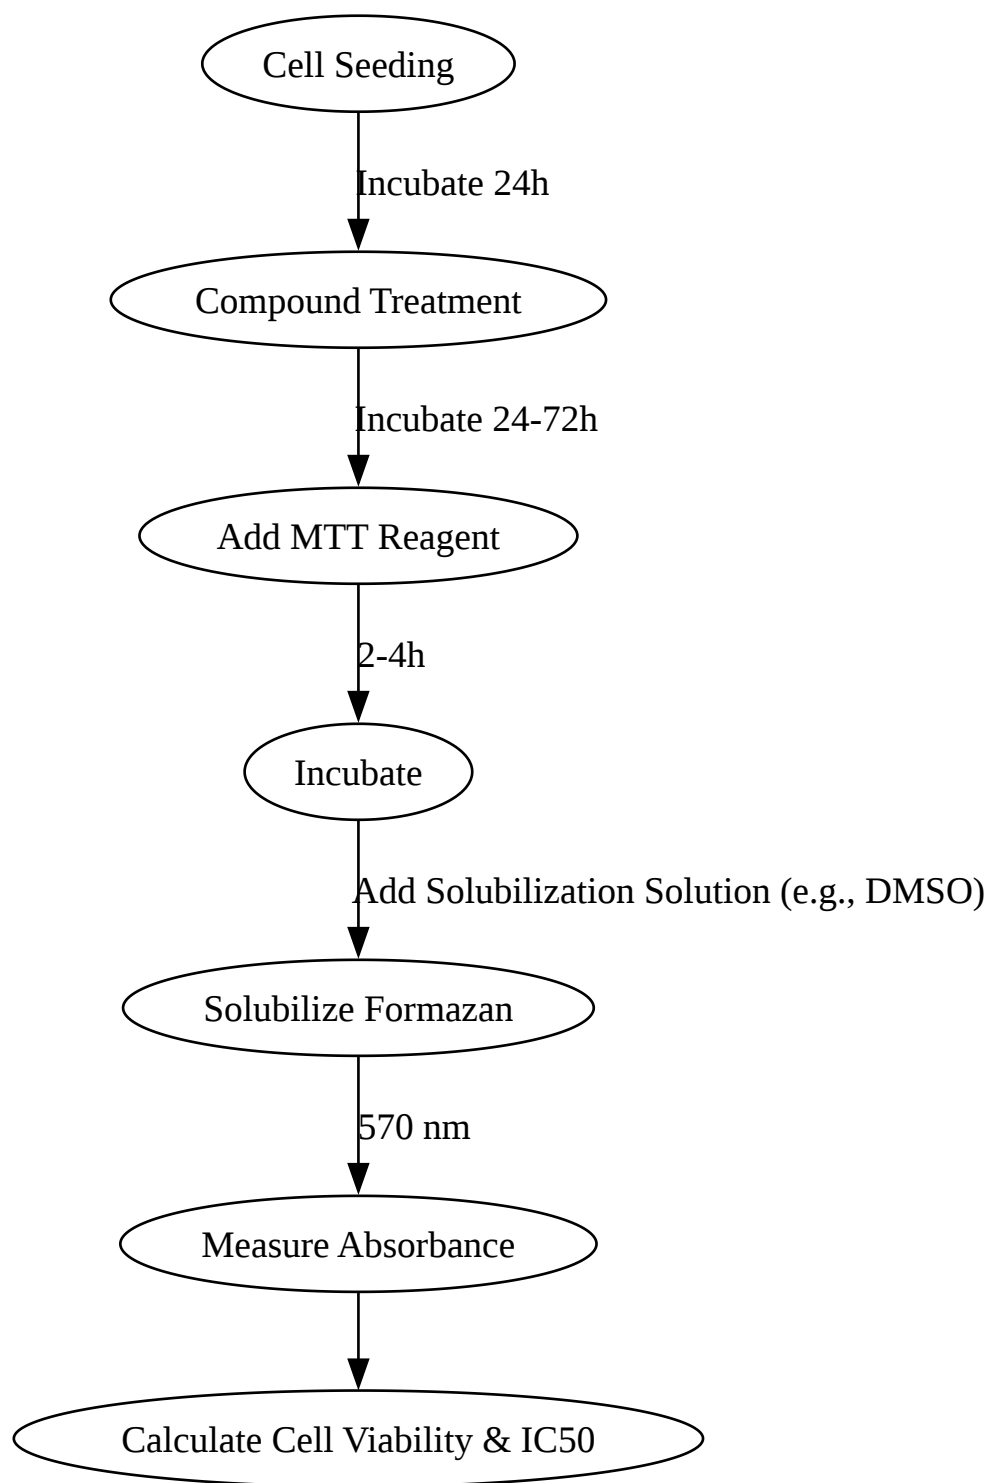 Cell Seeding
Incubate 24h
Compound Treatment
Incubate 24-72h
Add MTT Reagent
2-4h
Incubate
Add Solubilization Solution (e.g., DMSO)
Solubilize Formazan
570 nm
Measure Absorbance
Calculate Cell Viability & IC50